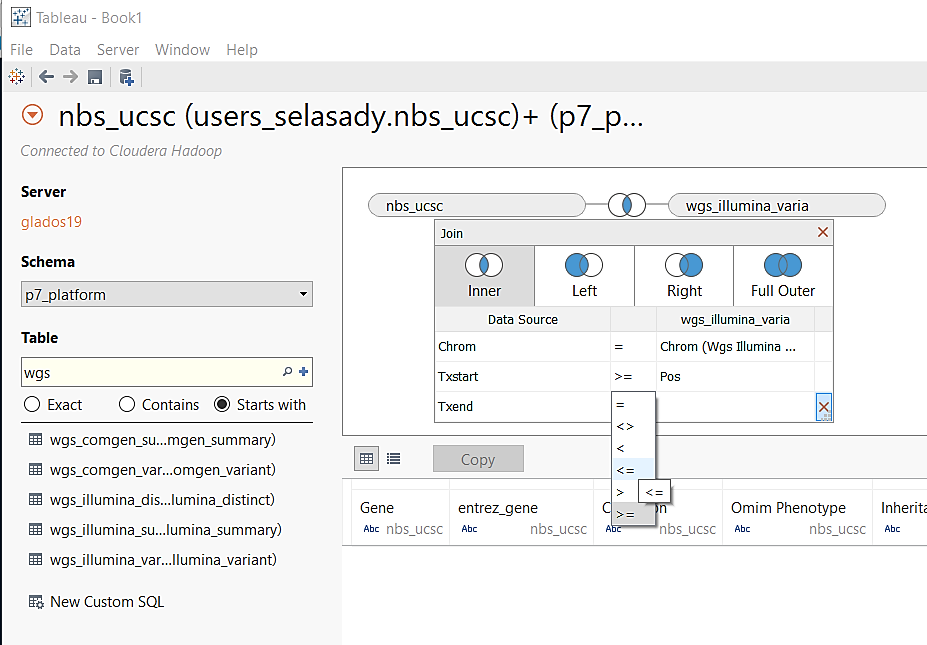 Tableau - Book1
File Data Server Window Help
nbs_ucsc (users_selasady.nbs_ucsc)+ (p7_p...
Connected to Cloudera Hadoop
Server
glados19
Schema
p7_platform
Table
wgs
Exact Contains Starts with
wgs_comgen_su...mgen_summary)
wgs_comgen_var...omgen_variant)
wgs_illumina_dis...lumina_distinct)
wgs_illumina_su...lumina_summary)
wgs_illumina_var...llumina_variant)
New Custom SQL
nbs_ucsc wgs_illumina_varia
Join
Inner Left Right Full Outer
Data Source wgs_illumina_varia
Chrom = Chrom (Wgs Illumina ...
Txstart >= Pos
Txend
=
<>
<
<=
>
<=
>=
Copy
Gene entrez_gene Omim Phenotype Inherita
Abc nbs_ucsc Abc nbs_ucsc Abc nbs_ucsc Abc nbs_ucsc Abc